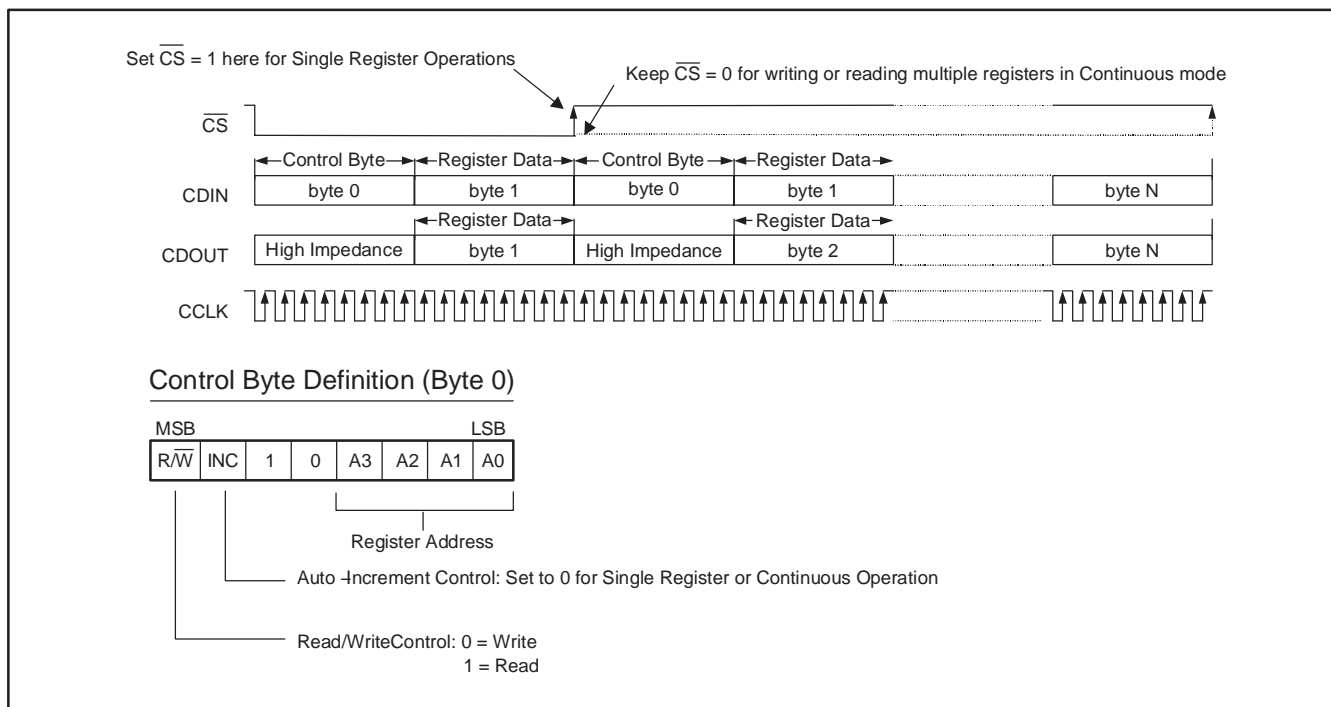 Set CS = 1 here for Single Register Operations
Keep CS = 0 for writing or reading multiple registers in Continuous mode
CS
Control Byte Register Data Control Byte Register Data
CDIN byte 0 byte 1 byte 0 byte 1 byte N
Register Data Register Data
CDOUT High Impedance byte 1 High Impedance byte 2 byte N
CCLK
Control Byte Definition (Byte 0)
MSB LSB
R/W INC 1 0 A3 A2 A1 A0
Register Address
Auto -Increment Control: Set to 0 for Single Register or Continuous Operation
Read/WriteControl: 0 = Write
1 = Read